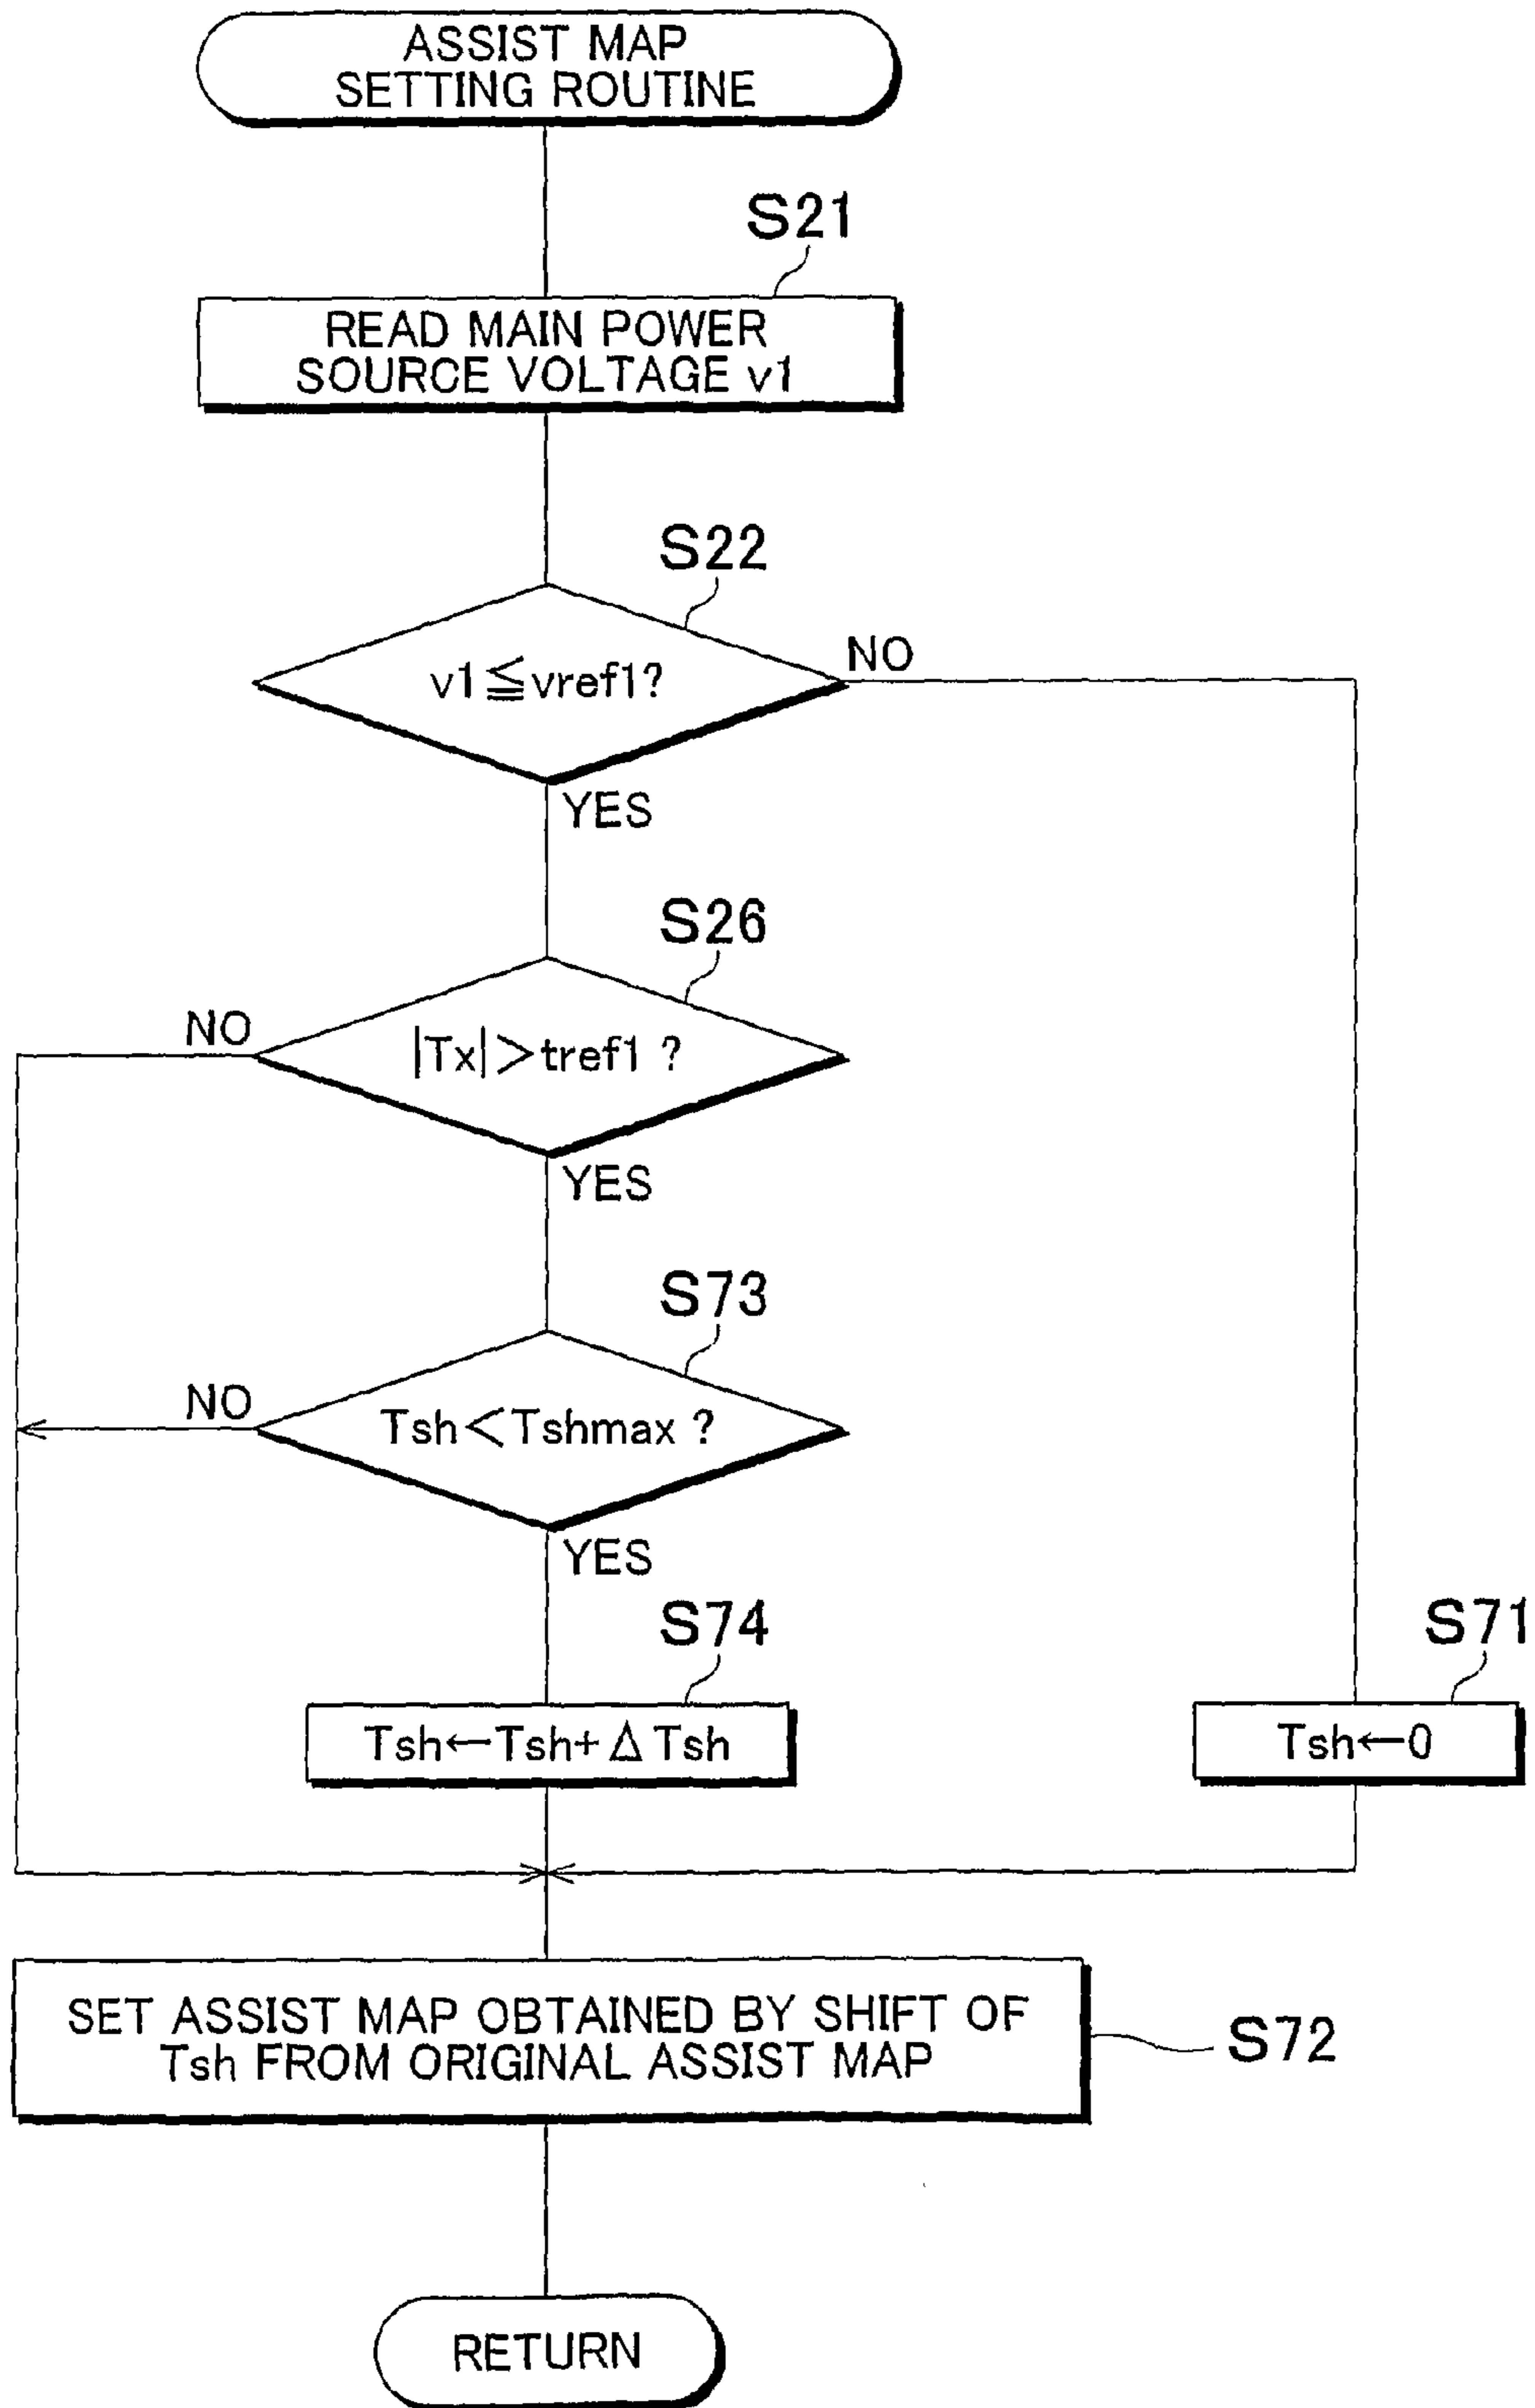 ASSIST MAP
SETTING ROUTINE
S21
READ MAIN POWER
SOURCE VOLTAGE v1
S22
v1≦vref1?
NO
YES
S26
NO
|Tx|>tref1 ?
YES
S73
NO
Tsh<Tshmax ?
YES
S74
S71
Tsh←Tsh+Δ Tsh
Tsh←0
SET ASSIST MAP OBTAINED BY SHIFT OF
Tsh FROM ORIGINAL ASSIST MAP
S72
RETURN